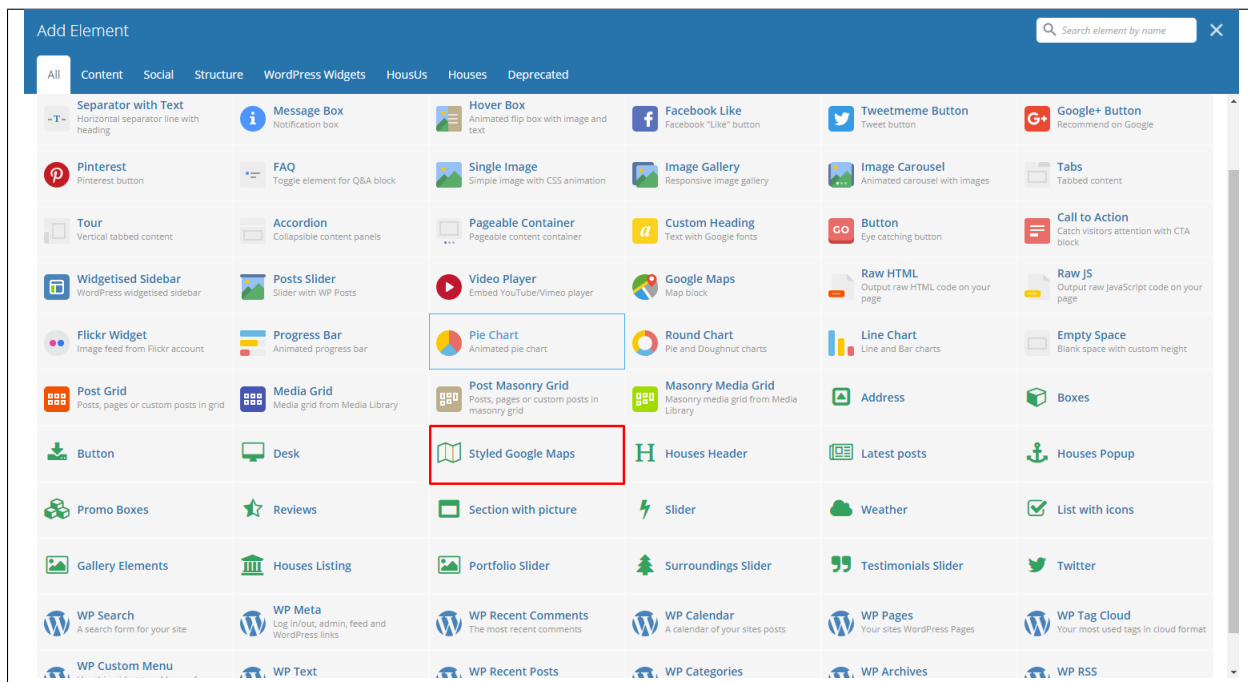 Add Element
Search element by name
All Content Social Structure WordPress Widgets HousUs Houses Deprecated
Separator with Text
Horizontal separator line with
heading
Message Box
Notification box
Hover Box
Animated flip box with image and
text
Facebook Like
Facebook "Like" button
Tweetmeme Button
Tweet button
Google+ Button
Recommend on Google
Pinterest
Pinterest button
FAQ
Toggle element for Q&A block
Single Image
Simple image with CSS animation
Image Gallery
Responsive image gallery
Image Carousel
Animated carousel with images
Tabs
Tabbed content
Tour
Vertical tabbed content
Accordion
Collapsible content panels
Pageable Container
Pageable content container
Custom Heading
Text with Google fonts
GO
Button
Eye catching button
Call to Action
Catch visitors attention with CTA
block
Widgetised Sidebar
WordPress widgetised sidebar
Posts Slider
Slider with WP Posts
Video Player
Embed YouTube/Vimeo player
Google Maps
Map block
Raw HTML
Output raw HTML code on your
page
Raw JS
Output raw JavaScript code on your
page
Flickr Widget
Image feed from Flickr account
Progress Bar
Animated progress bar
Pie Chart
Animated pie chart
Round Chart
Pie and Doughnut charts
Line Chart
Line and Bar charts
Empty Space
Blank space with custom height
Post Grid
Posts, pages or custom posts in grid
Media Grid
Media grid from Media Library
Post Masonry Grid
Posts, pages or custom posts in
masonry grid
Masonry Media Grid
Masonry media grid from Media
Library
Address
Boxes
Button
Desk
Styled Google Maps
Houses Header
Latest posts
Houses Popup
Promo Boxes
Reviews
Section with picture
Slider
Weather
List with icons
Gallery Elements
Houses Listing
Portfolio Slider
Surroundings Slider
Testimonials Slider
Twitter
WP Search
A search form for your site
WP Meta
Log in/out, admin, feed and
WordPress links
WP Recent Comments
The most recent comments
WP Calendar
A calendar of your sites posts
WP Pages
Your sites WordPress Pages
WP Tag Cloud
Your most used tags in cloud format
WP Custom Menu
WP Text
WP Recent Posts
WP Categories
WP Archives
WP RSS